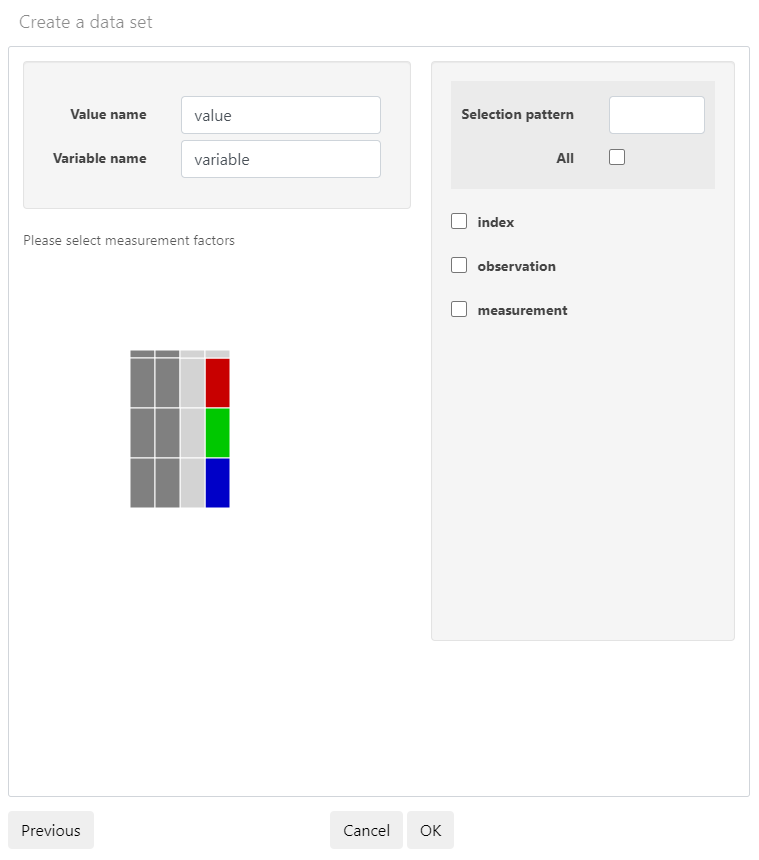 Create a data set
Value name
value
Variable name
variable
Please select measurement factors
Selection pattern
All
index
observation
measurement
Previous
Cancel
OK